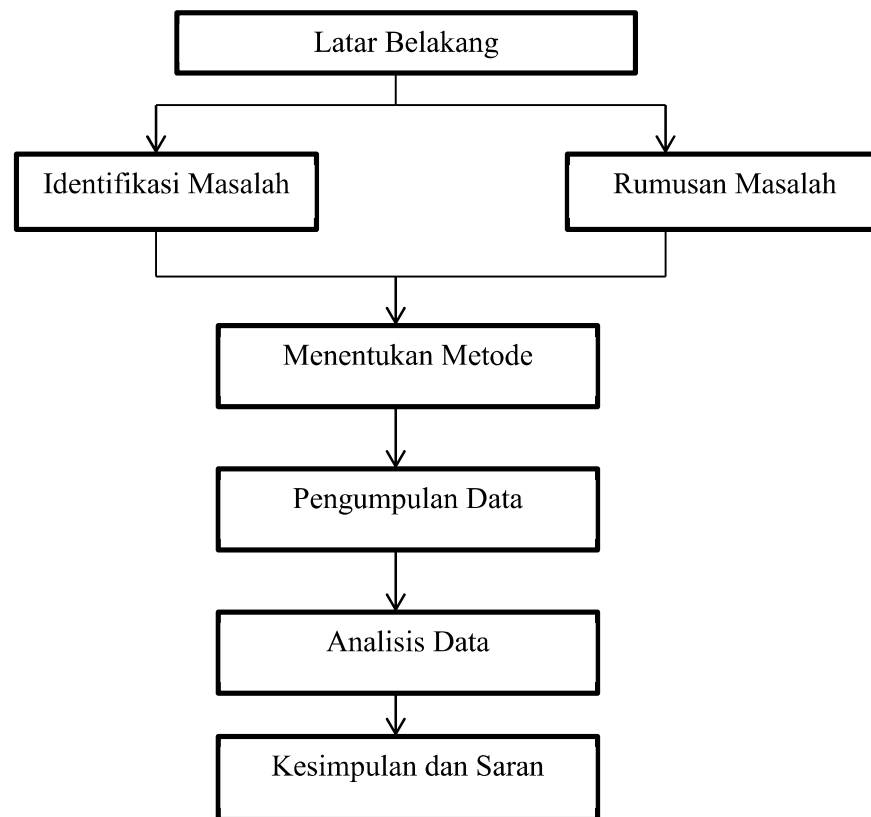 Latar Belakang
Identifikasi Masalah
Rumusan Masalah
Menentukan Metode
Pengumpulan Data
Analisis Data
Kesimpulan dan Saran